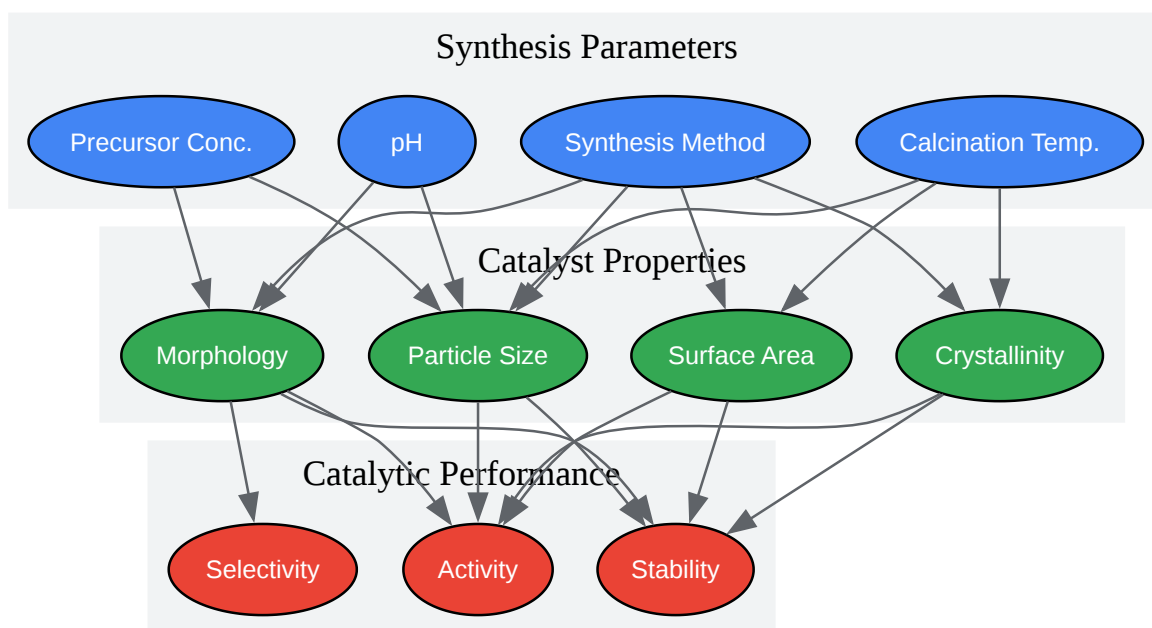 Synthesis Parameters
Precursor Conc.
pH
Synthesis Method
Calcination Temp.
Catalyst Properties
Morphology
Particle Size
Surface Area
Crystallinity
Catalytic Performance
Selectivity
Activity
Stability